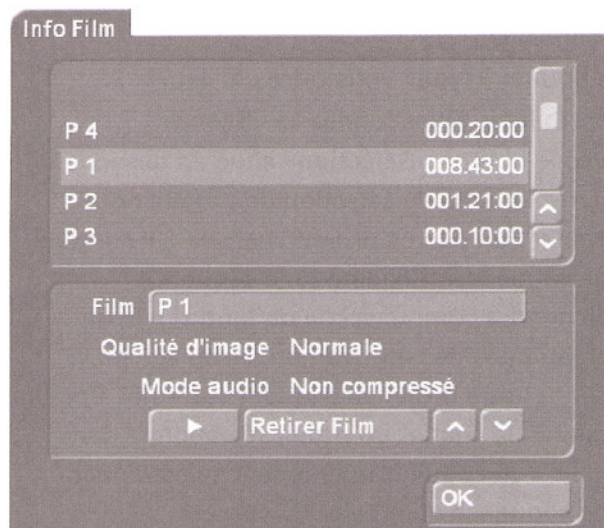 Info Film
P 4 000.20:00
P 1 008.43:00
P 2 001.21:00
P 3 000.10:00
Film P 1
Qualité d'image Normale
Mode audio Non compressé
Retirer Film
OK